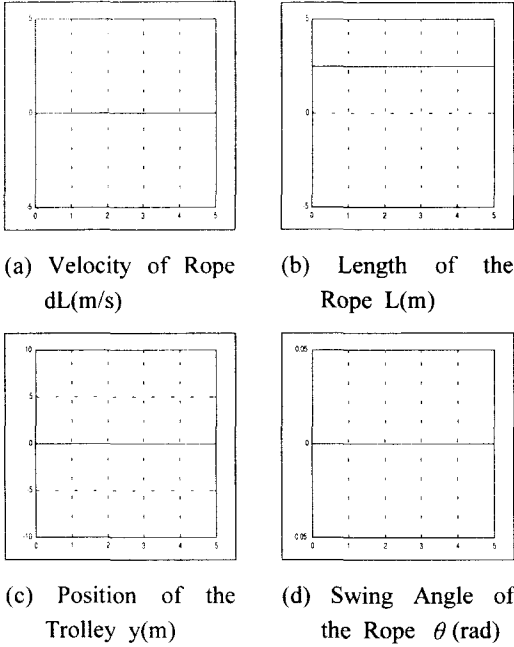 5
0
-5
0 1 2 3 4 5
5
0
-5
0 1 2 3 4 5
(a) Velocity of Rope
dL(m/s)
(b) Length of the
Rope L(m)
10
5
0
-5
-10
0 1 2 3 4 5
0.05
0
0.05
0 1 2 3 4 5
(c) Position of the
Trolley y(m)
(d) Swing Angle of
the Rope θ (rad)